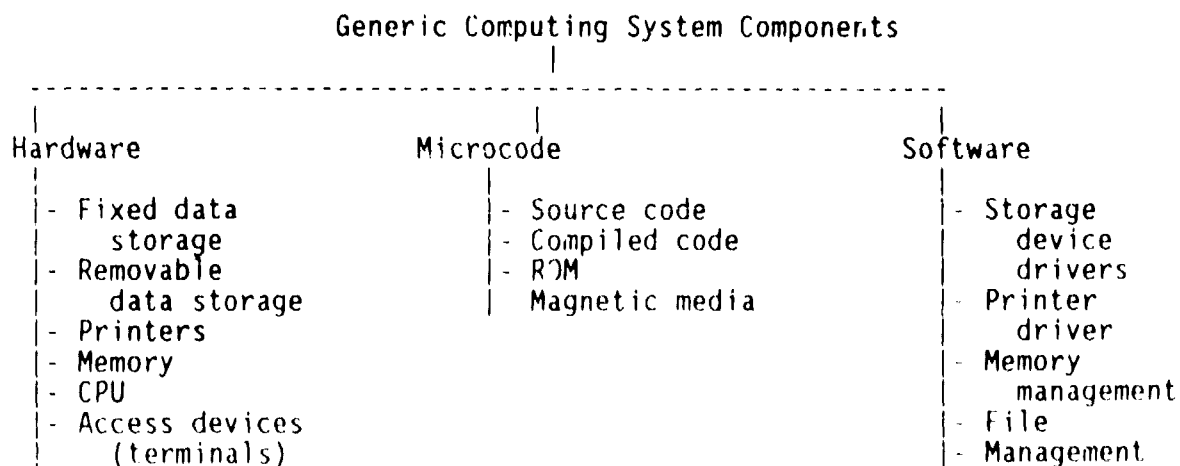 Generic Computing System Components
Hardware
- Fixed data
storage
- Removable
data storage
- Printers
- Memory
- CPU
- Access devices
(terminals)
Microcode
- Source code
- Compiled code
- ROM
Magnetic media
Software
- Storage
device
drivers
- Printer
driver
- Memory
management
- File
- Management